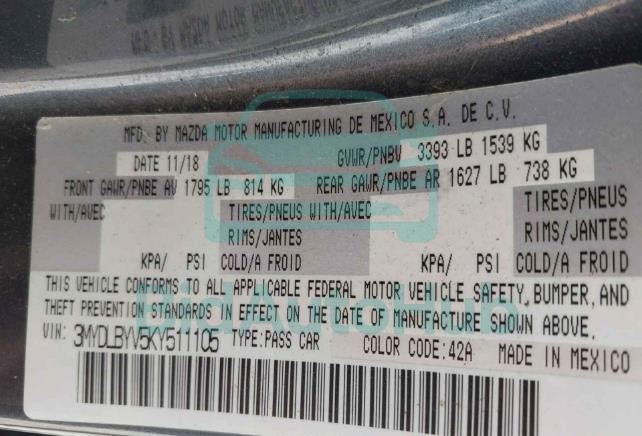 MFD. BY MAZDA MOTOR MANUFACTURING DE MEXICO S.A. DE C.V.
DATE 11/18 GVWR/PNBV 3393 LB 1539 KG
FRONT GAWR/PNBE AV 1795 LB 814 KG REAR GAWR/PNBE AR 1627 LB 738 KG
WITH/AVEC TIRES/PNEUS WITH/AVEC TIRES/PNEUS
RIMS/JANTES RIMS/JANTES
KPA/ PSI COLD/A FROID KPA/ PSI COLD/A FROID
THIS VEHICLE CONFORMS TO ALL APPLICABLE FEDERAL MOTOR VEHICLE SAFETY, BUMPER, AND
THEFT PREVENTION STANDARDS IN EFFECT ON THE DATE OF MANUFACTURE SHOWN ABOVE.
BidAutoHub
VIN: 3MYDLBYV5KY511105 TYPE:PASS CAR COLOR CODE:42A MADE IN MEXICO